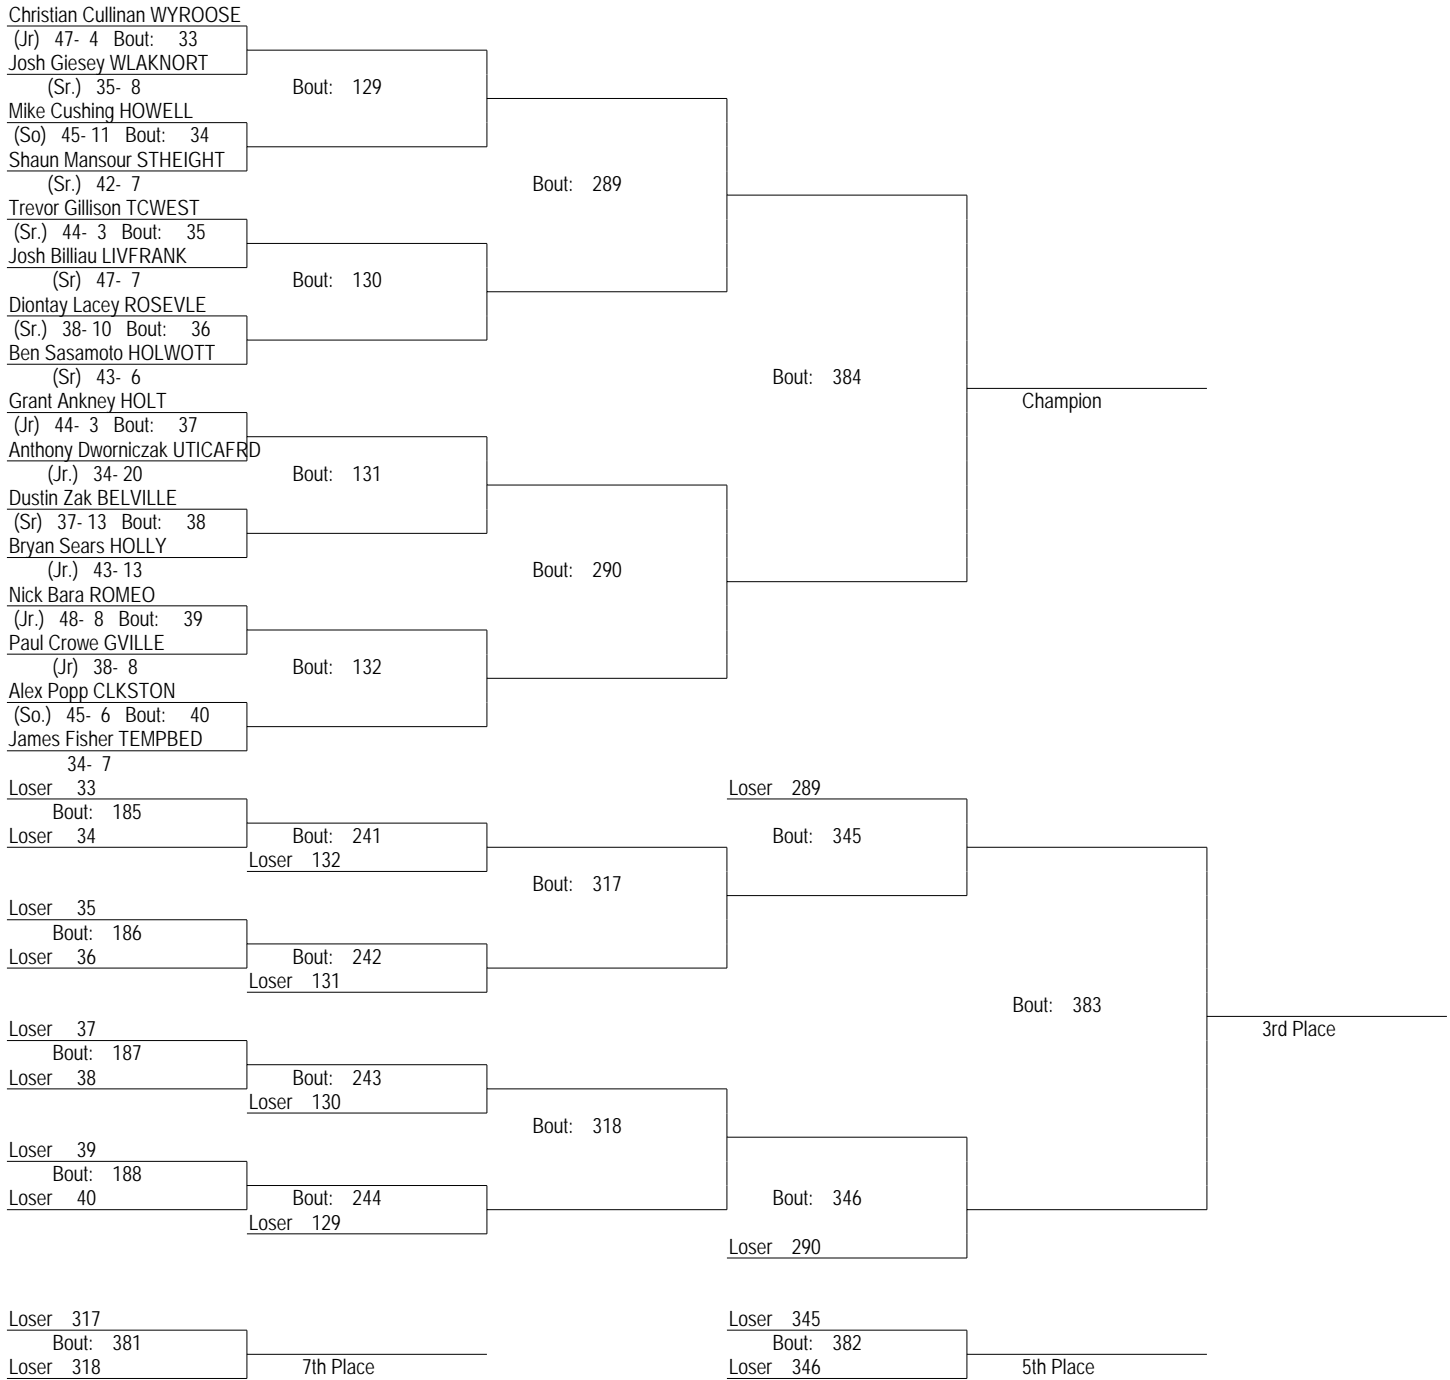 Christian Cullinan WYROOSE
(Jr) 47- 4 Bout: 33
Josh Giesey WLAKNORT
(Sr.) 35- 8 Bout: 129
Mike Cushing HOWELL
(So) 45- 11 Bout: 34
Shaun Mansour STHEIGHT
(Sr.) 42- 7 Bout: 289
Trevor Gillison TCWEST
(Sr.) 44- 3 Bout: 35
Josh Billiau LIVFRANK
(Sr) 47- 7 Bout: 130
Diontay Lacey ROSEVLE
(Sr.) 38- 10 Bout: 36
Ben Sasamoto HOLWOTT
(Sr) 43- 6 Bout: 384
Grant Ankney HOLT Champion
(Jr) 44- 3 Bout: 37
Anthony Dworniczak UTICAFRD
(Jr.) 34- 20 Bout: 131
Dustin Zak BELVILLE
(Sr) 37- 13 Bout: 38
Bryan Sears HOLLY
(Jr.) 43- 13 Bout: 290
Nick Bara ROMEO
(Jr.) 48- 8 Bout: 39
Paul Crowe GVILLE
(Jr) 38- 8 Bout: 132
Alex Popp CLKSTON
(So.) 45- 6 Bout: 40
James Fisher TEMPBED
34- 7
Loser 33 Loser 289
Bout: 185
Loser 34 Bout: 241 Bout: 345
Loser 132
Bout: 317
Loser 35
Bout: 186
Loser 36 Bout: 242
Loser 131
Bout: 383
Loser 37 3rd Place
Bout: 187
Loser 38 Bout: 243
Loser 130
Bout: 318
Loser 39
Bout: 188
Loser 40 Bout: 244 Bout: 346
Loser 129
Loser 290
Loser 317 Loser 345
Bout: 381 Bout: 382
Loser 318 7th Place Loser 346 5th Place